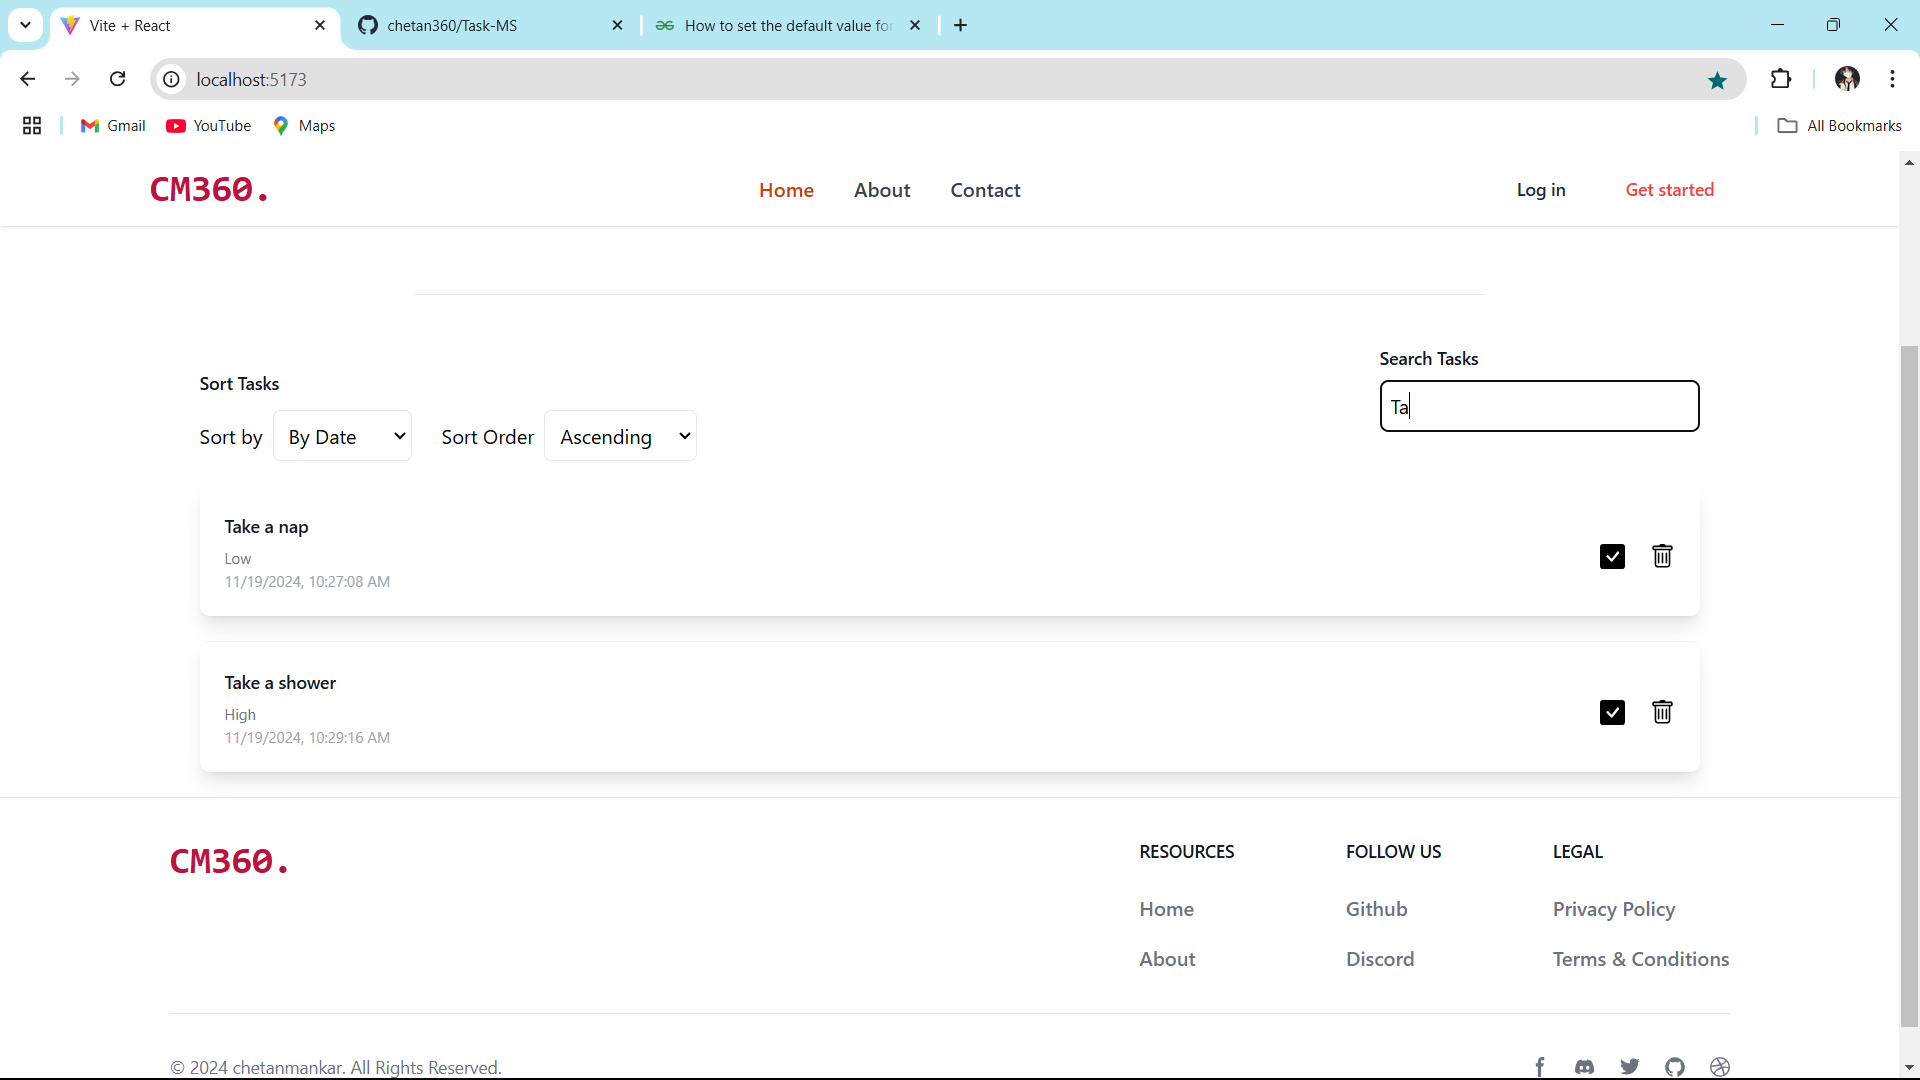 Vite + React
chetan360/Task-MS
How to set the default value for
localhost:5173
Gmail YouTube Maps All Bookmarks
CM360. Home About Contact Log in Get started
Search Tasks
Ta
Sort Tasks
Sort by By Date Sort Order Ascending
Take a nap
Low
11/19/2024, 10:27:08 AM
Take a shower
High
11/19/2024, 10:29:16 AM
CM360.
RESOURCES FOLLOW US LEGAL
Home Github Privacy Policy
About Discord Terms & Conditions
© 2024 chetanmankar. All Rights Reserved.